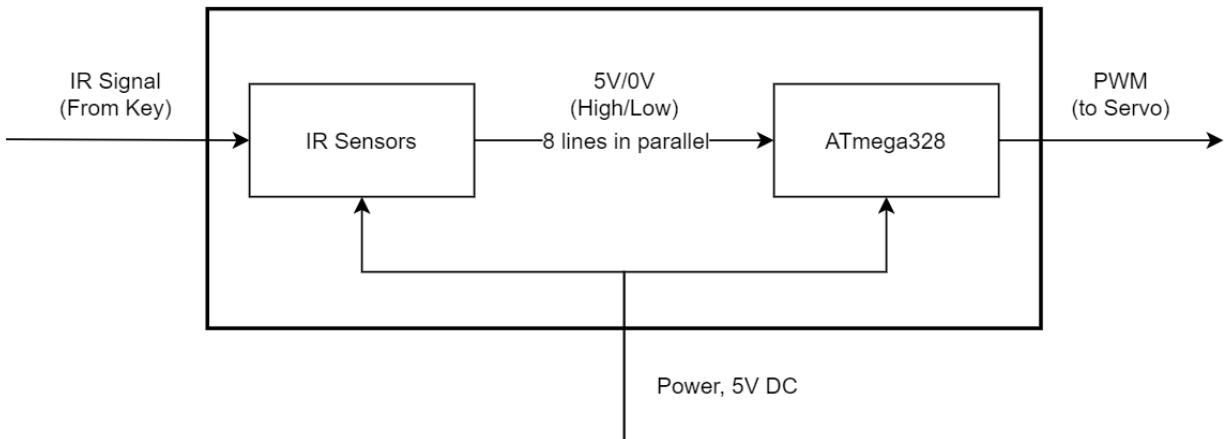 IR Signal
(From Key)
IR Sensors
5V/0V
(High/Low)
8 lines in parallel
ATmega328
PWM
(to Servo)
Power, 5V DC